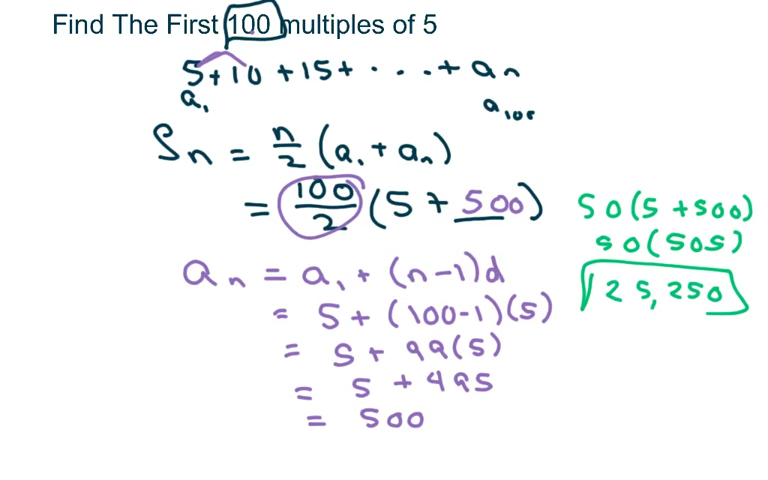 Find The First 100 multiples of 5
5 + 10 + 15 + . . . . + an
a1 a100
Sn = n/2 (a1 + an)
= 100/2 (5 + 500)
50(5 + 500)
50(505)
25,250
an = a1 + (n-1)d
= 5 + (100-1)(5)
= 5 + 99(5)
= 5 + 495
= 500